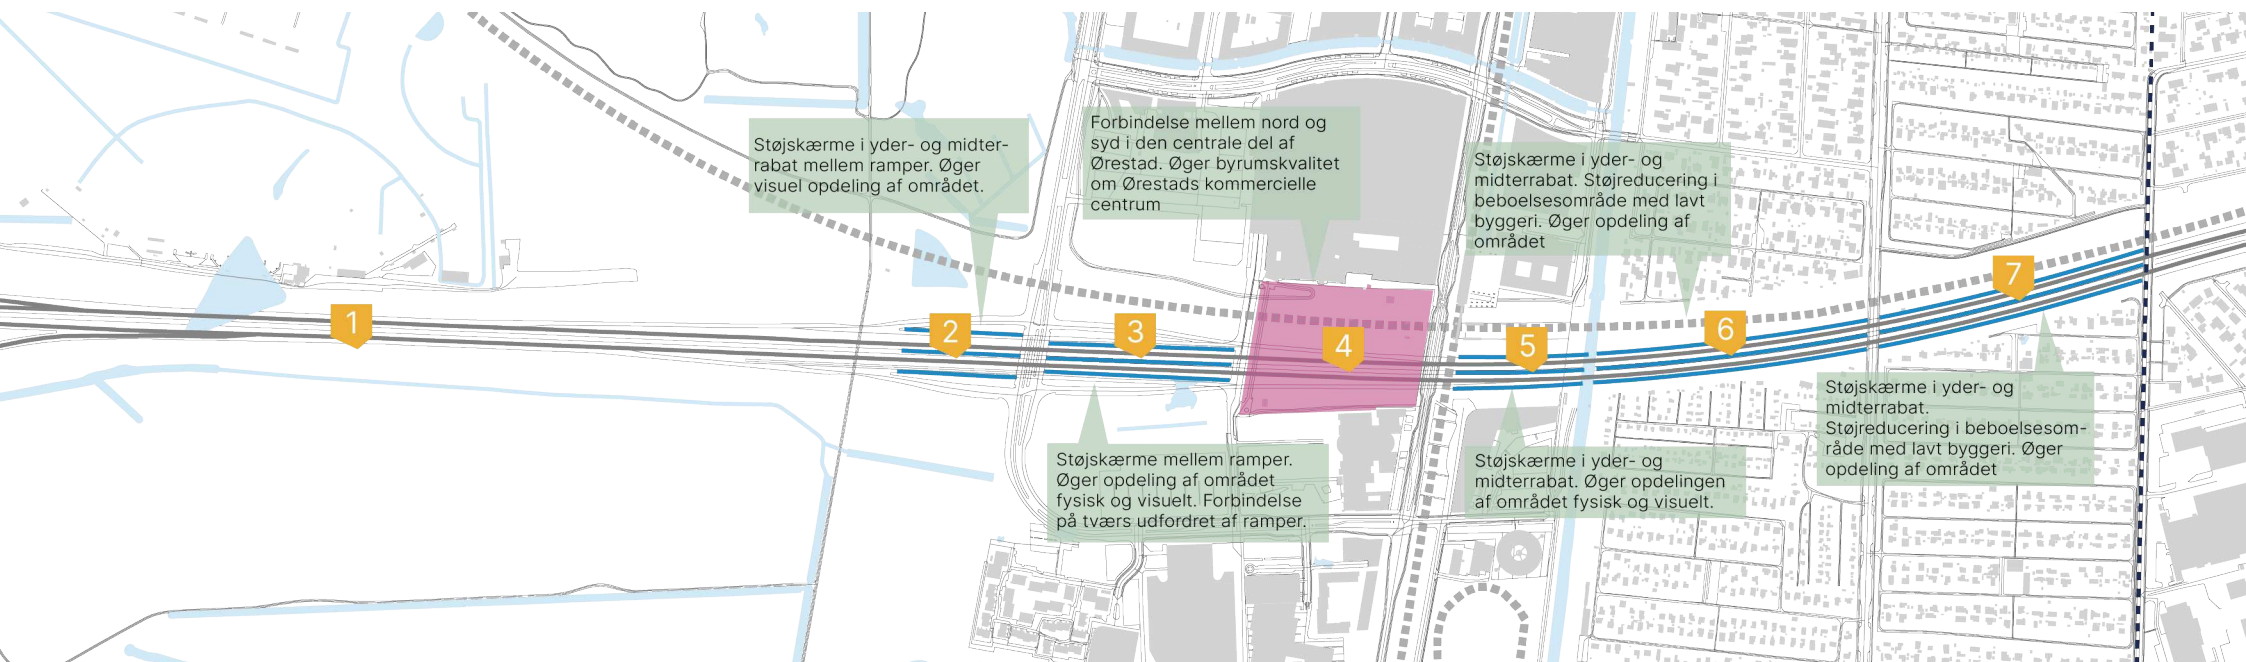 Støjskærme i yder- og midter-
rabat mellem ramper. Øger
visuel opdeling af området.
Forbindelse mellem nord og
syd i den centrale del af
Ørestad. Øger byrumskvalitet
om Ørestads kommercielle
centrum
Støjskærme i yder- og
midterrabat. Støjreducering i
beboelsesområde med lavt
byggeri. Øger opdeling af
området
1
2
3
4
5
6
7
Støjskærme mellem ramper.
Øger opdeling af området
fysisk og visuelt. Forbindelse
på tværs udfordret af ramper.
Støjskærme i yder- og
midterrabat. Øger opdelingen
af området fysisk og visuelt.
Støjskærme i yder- og
midterrabat.
Støjreducering i beboelsesom-
råde med lavt byggeri. Øger
opdeling af området